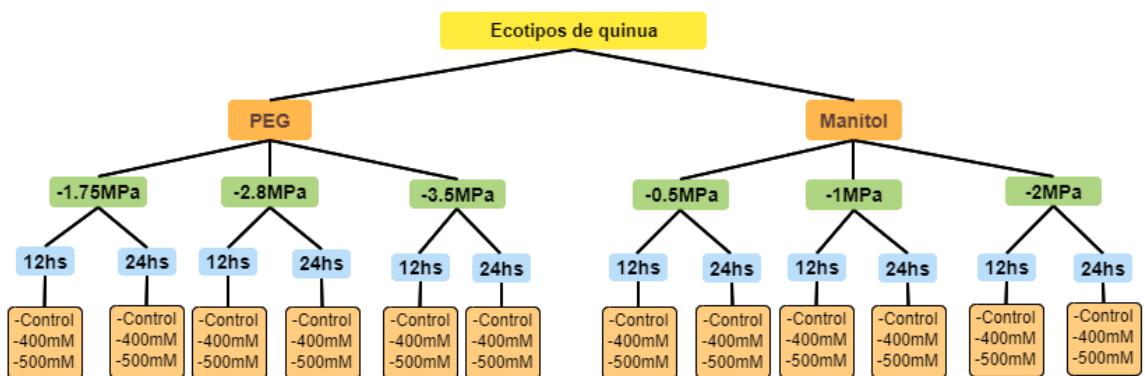 Ecotipos de quinua
PEG
Manitol
-1.75MPa
-2.8MPa
-3.5MPa
-0.5MPa
-1MPa
-2MPa
12hs
24hs
12hs
24hs
12hs
24hs
12hs
24hs
12hs
24hs
12hs
24hs
-Control
-400mM
-500mM
-Control
-400mM
-500mM
-Control
-400mM
-500mM
-Control
-400mM
-500mM
-Control
-400mM
-500mM
-Control
-400mM
-500mM
-Control
-400mM
-500mM
-Control
-400mM
-500mM
-Control
-400mM
-500mM
-Control
-400mM
-500mM
-Control
-400mM
-500mM
-Control
-400mM
-500mM